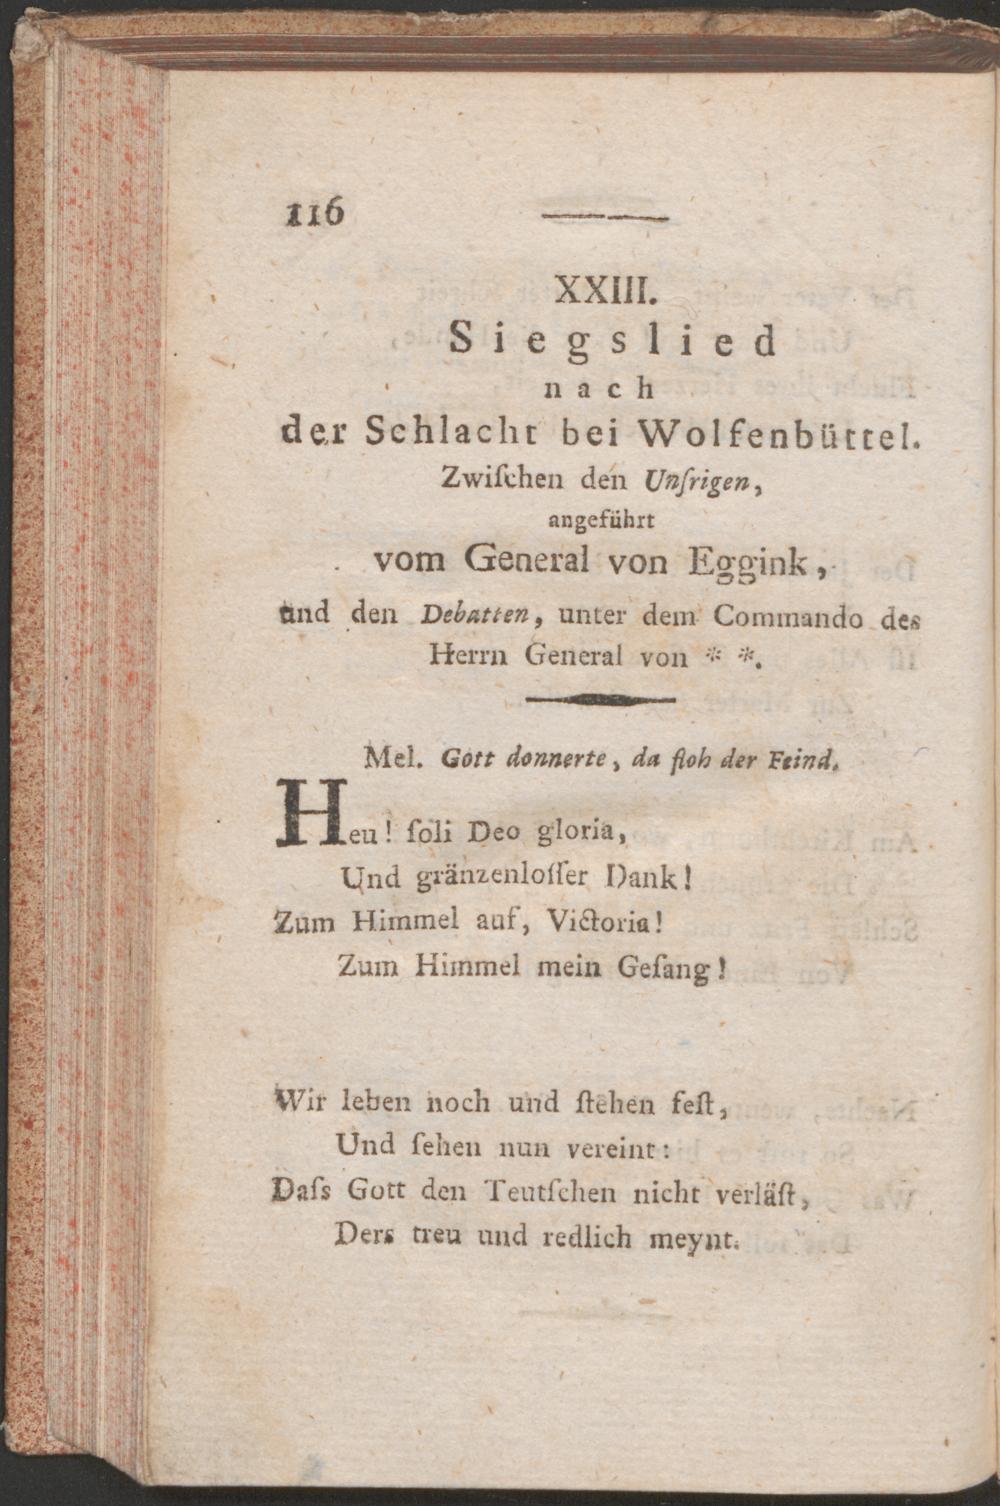 116
XXIII.
Siegslied
nach
der Schlacht bei Wolfenbüttel.
Zwiſchen den Unſrigen,
angeführt
vom General von Eggink,
und den Debatten, unter dem Commando des
Herrn General von * *.
Mel. Gott donnerte, da floh der Feind.
Heu! ſoli Deo gloria,
Und gränzenloſſer Dank!
Zum Himmel auf, Victoria!
Zum Himmel mein Geſang!
Wir leben noch und ſtehen feſt,
Und ſehen nun vereint:
Daſs Gott den Teutſchen nicht verläſt,
Ders treu und redlich meynt.